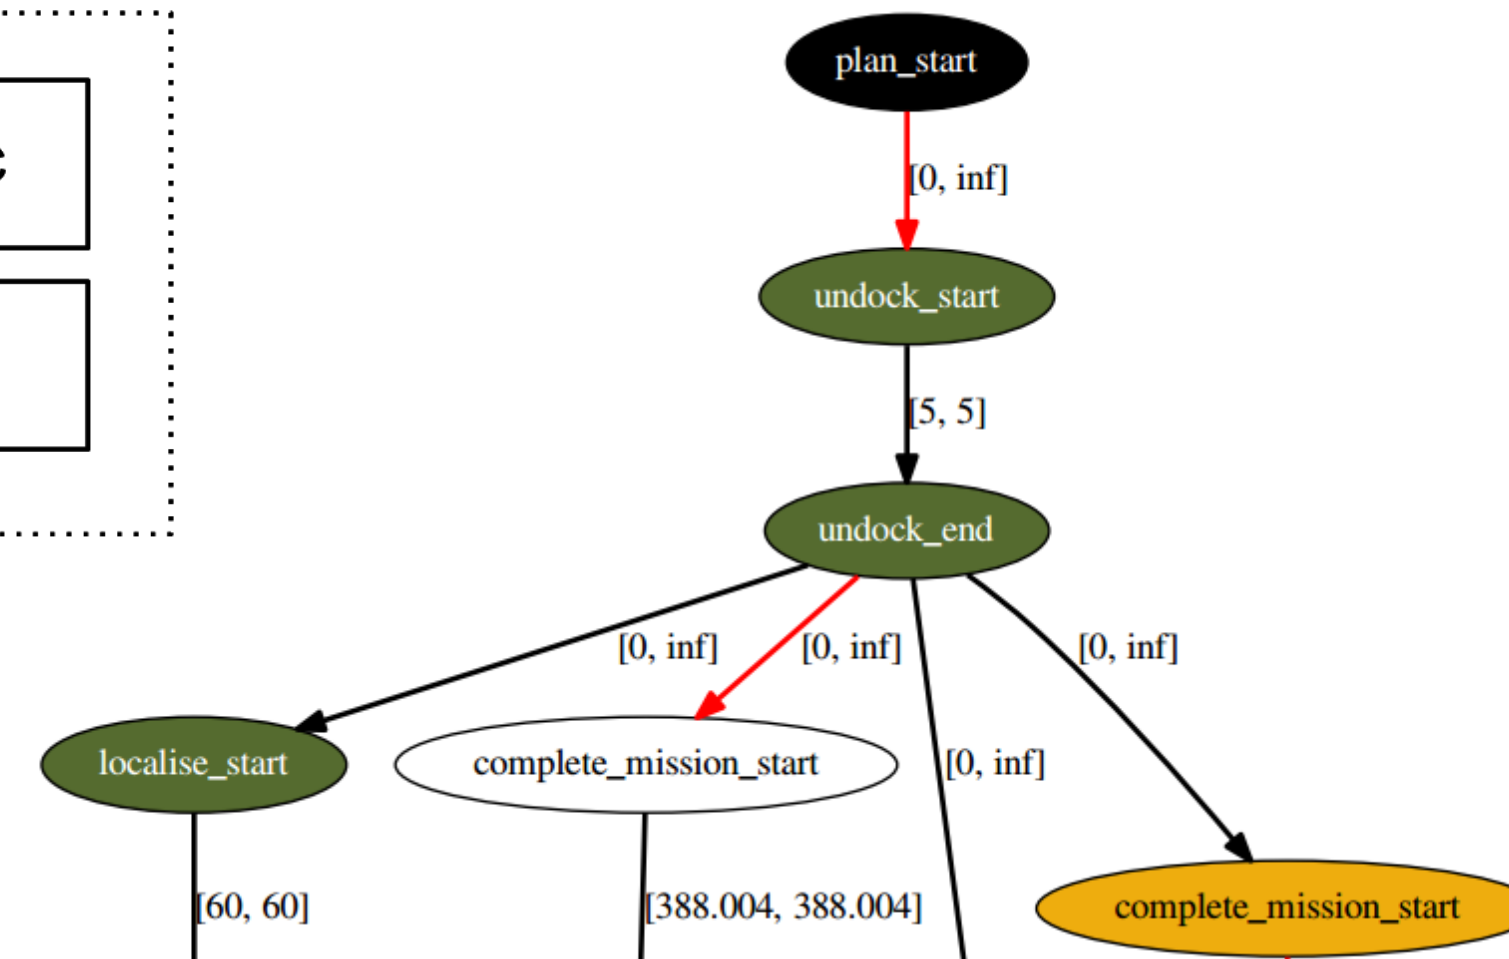 plan_start
[0, inf]
undock_start
[5, 5]
undock_end
[0, inf] [0, inf] [0, inf]
localise_start complete_mission_start [0, inf]
[60, 60] [388.004, 388.004] complete_mission_start